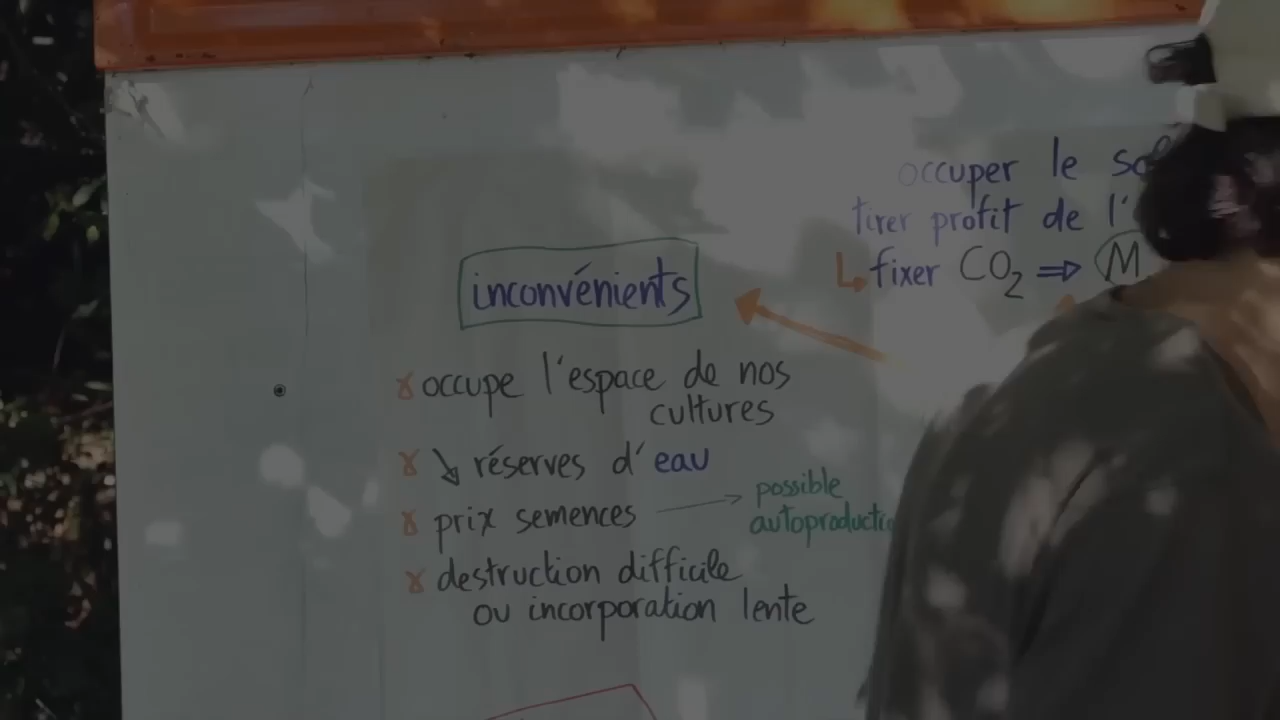 occuper le
tirer profit de l'
↳ fixer CO₂ ⇒ M
inconvénients
occupe l'espace de nos
cultures
↘ réserves d'eau
prix semences → possible
destruction difficile
ou incorporation lente